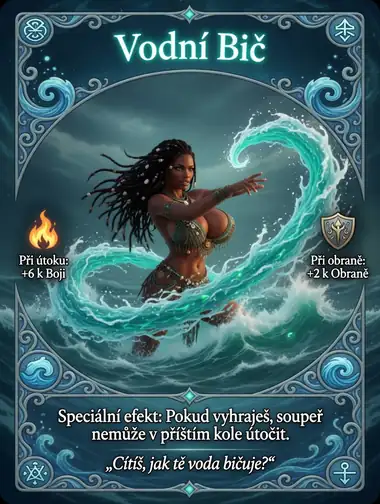 Vodní Bič
Při útoku:
+6 k Boji
Při obraně:
+2 k Obraně
Speciální efekt: Pokud vyhraješ, soupeř
nemůže v příštím kole útočit.
„Cítíš, jak tě voda bičuje?“